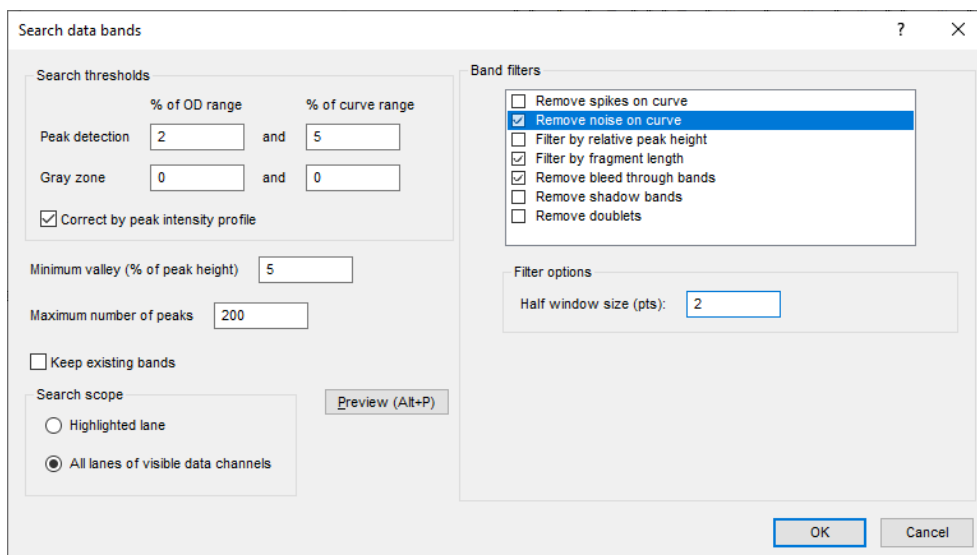 Search data bands
?
Search thresholds
% of OD range
% of curve range
Peak detection
2
and
5
Gray zone
0
and
0
Correct by peak intensity profile
Minimum valley (% of peak height)
5
Maximum number of peaks
200
Keep existing bands
Search scope
Highlighted lane
All lanes of visible data channels
Preview (Alt+P)
Band filters
Remove spikes on curve
Remove noise on curve
Filter by relative peak height
Filter by fragment length
Remove bleed through bands
Remove shadow bands
Remove doublets
Filter options
Half window size (pts):
2
OK
Cancel